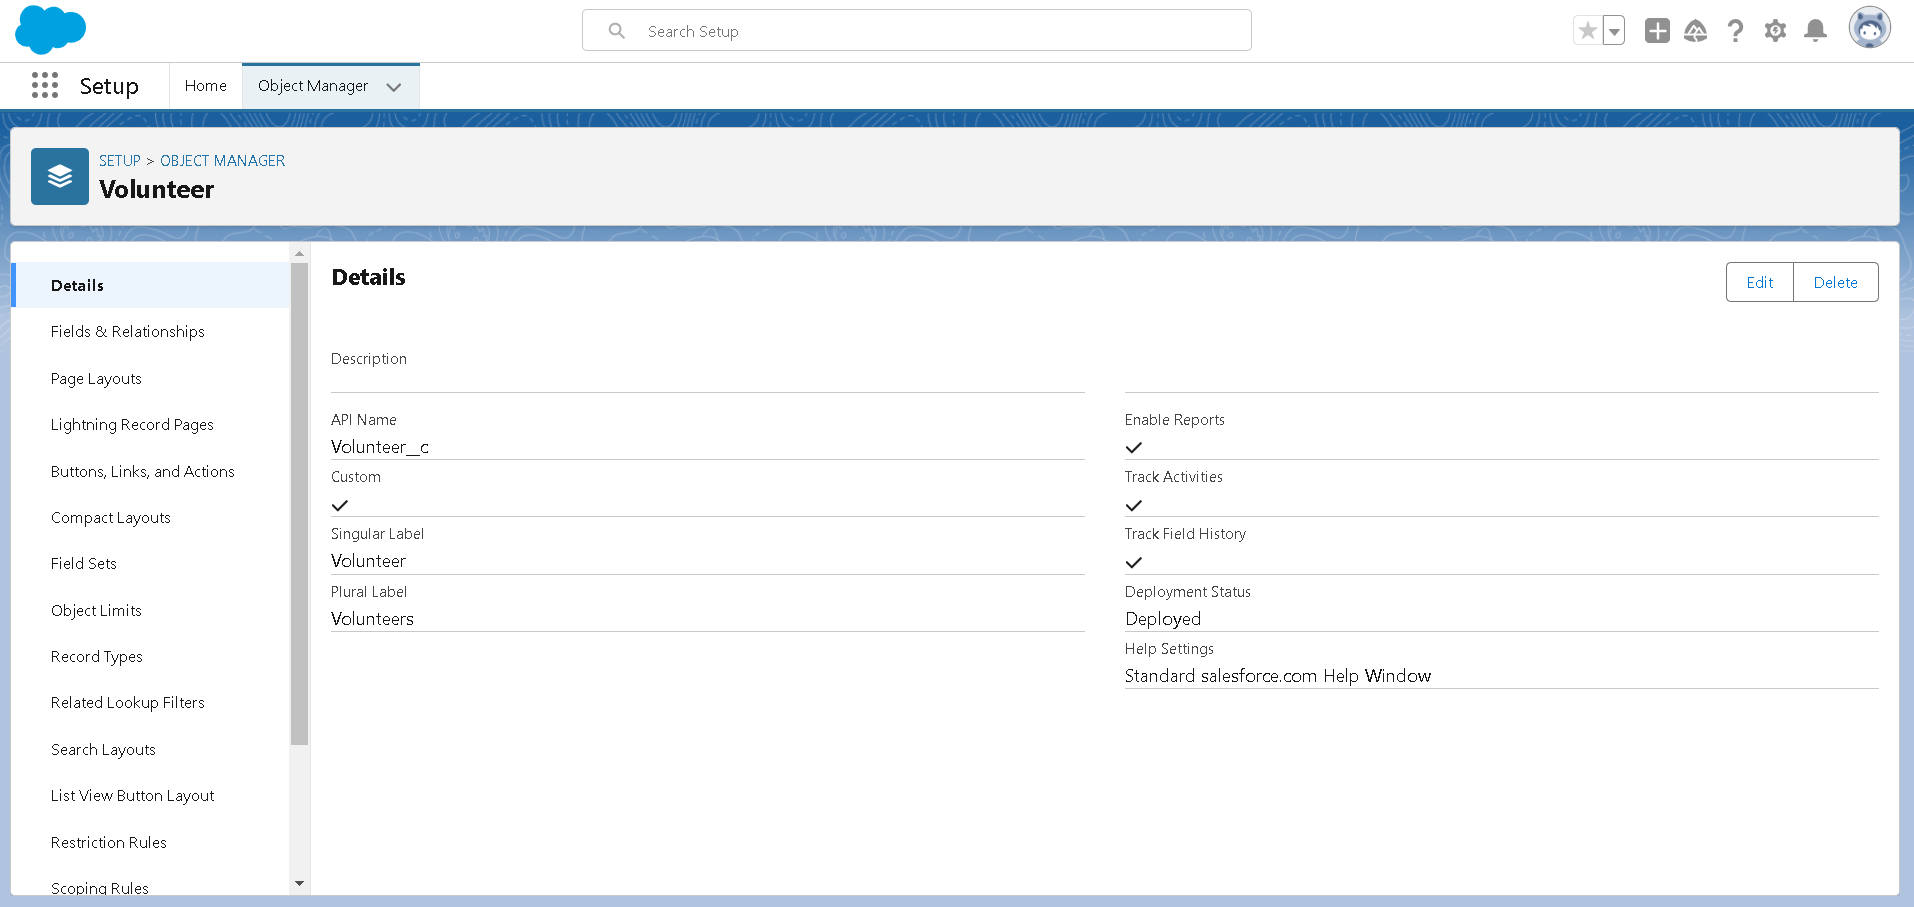 Search Setup
Setup
Home
Object Manager
SETUP > OBJECT MANAGER
Volunteer
Details
Fields & Relationships
Page Layouts
Lightning Record Pages
Buttons, Links, and Actions
Compact Layouts
Field Sets
Object Limits
Record Types
Related Lookup Filters
Search Layouts
List View Button Layout
Restriction Rules
Scoping Rules
Details
Edit
Delete
Description
API Name
Volunteer__c
Custom
Singular Label
Volunteer
Plural Label
Volunteers
Enable Reports
Track Activities
Track Field History
Deployment Status
Deployed
Help Settings
Standard salesforce.com Help Window